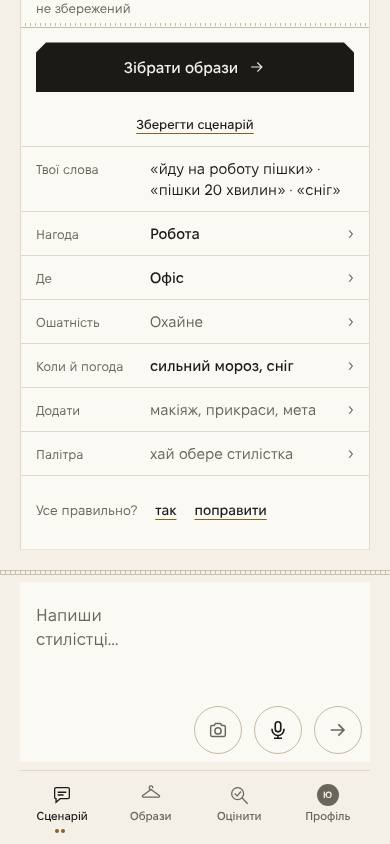 не збережений
Зібрати образи →
Зберегти сценарій
Твої слова
«йду на роботу пішки» ·
«пішки 20 хвилин» · «сніг»
Нагода Робота
Де Офіс
Ошатність Охайне
Коли й погода сильний мороз, сніг
Додати макіяж, прикраси, мета
Палітра хай обере стилістка
Усе правильно? так поправити
Напиши
стилістці…
Ю
Сценарій Образи Оцінити Профіль